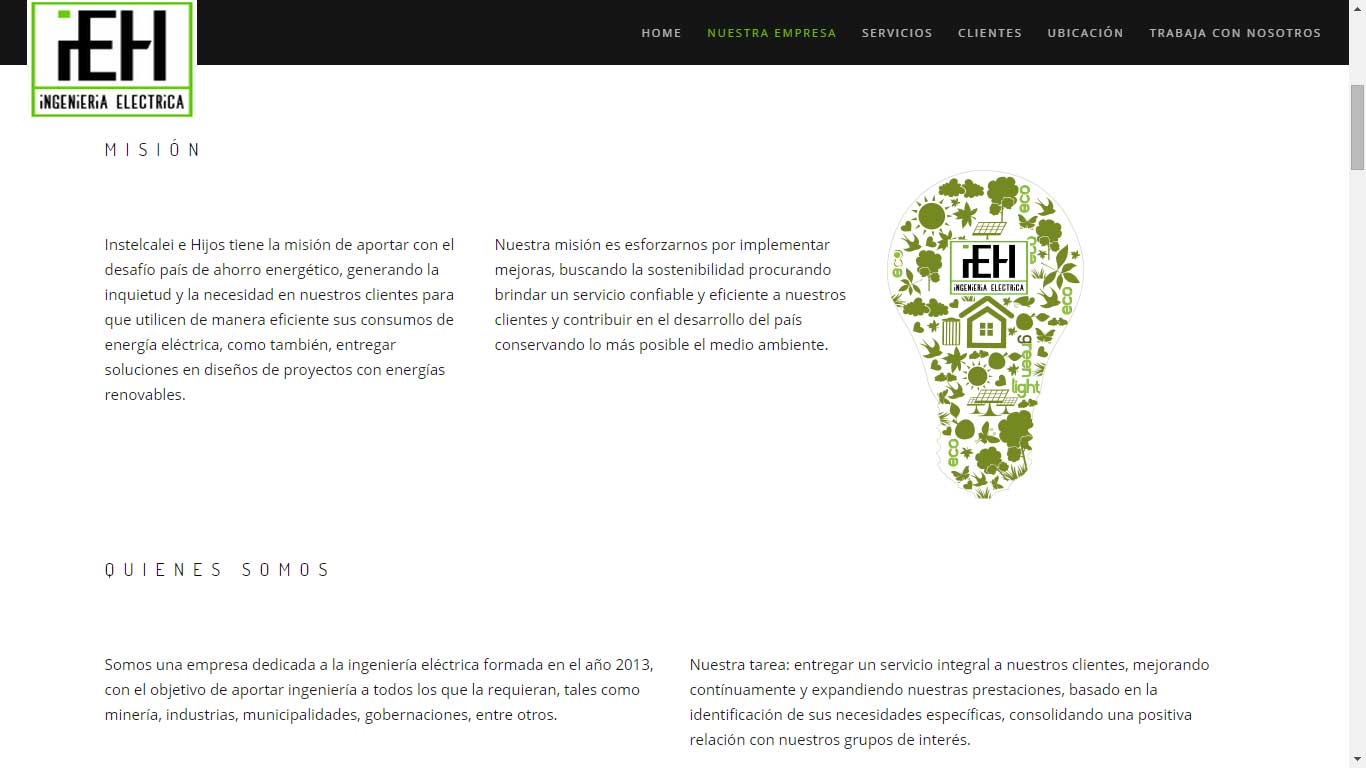 iEH
iNGENiERiA ELECTRiCA
HOME
NUESTRA EMPRESA
SERVICIOS
CLIENTES
UBICACIÓN
TRABAJA CON NOSOTROS
MISIÓN
Instelcalei e Hijos tiene la misión de aportar con el
desafío país de ahorro energético, generando la
inquietud y la necesidad en nuestros clientes para
que utilicen de manera eficiente sus consumos de
energía eléctrica, como también, entregar
soluciones en diseños de proyectos con energías
renovables.
Nuestra misión es esforzarnos por implementar
mejoras, buscando la sostenibilidad procurando
brindar un servicio confiable y eficiente a nuestros
clientes y contribuir en el desarrollo del país
conservando lo más posible el medio ambiente.
eco
eco
eco
iEH
iNGENiERiA ELECTRiCA
eco
green
light
eco
QUIENES SOMOS
Somos una empresa dedicada a la ingeniería eléctrica formada en el año 2013,
con el objetivo de aportar ingeniería a todos los que la requieran, tales como
minería, industrias, municipalidades, gobernaciones, entre otros.
Nuestra tarea: entregar un servicio integral a nuestros clientes, mejorando
contínuamente y expandiendo nuestras prestaciones, basado en la
identificación de sus necesidades específicas, consolidando una positiva
relación con nuestros grupos de interés.